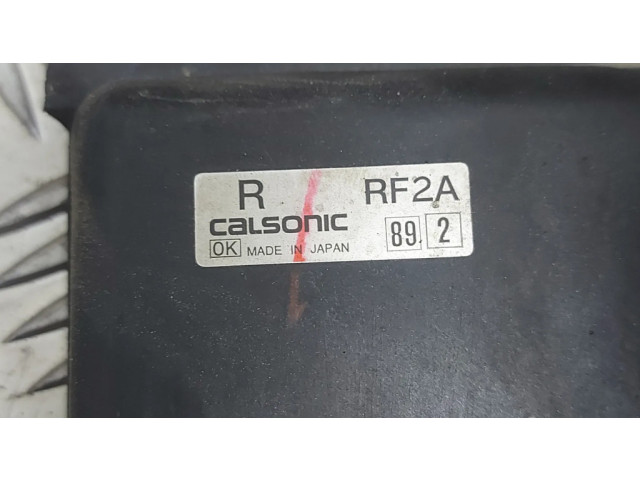 R RF2A
calsonic 89 2
OK MADE IN JAPAN